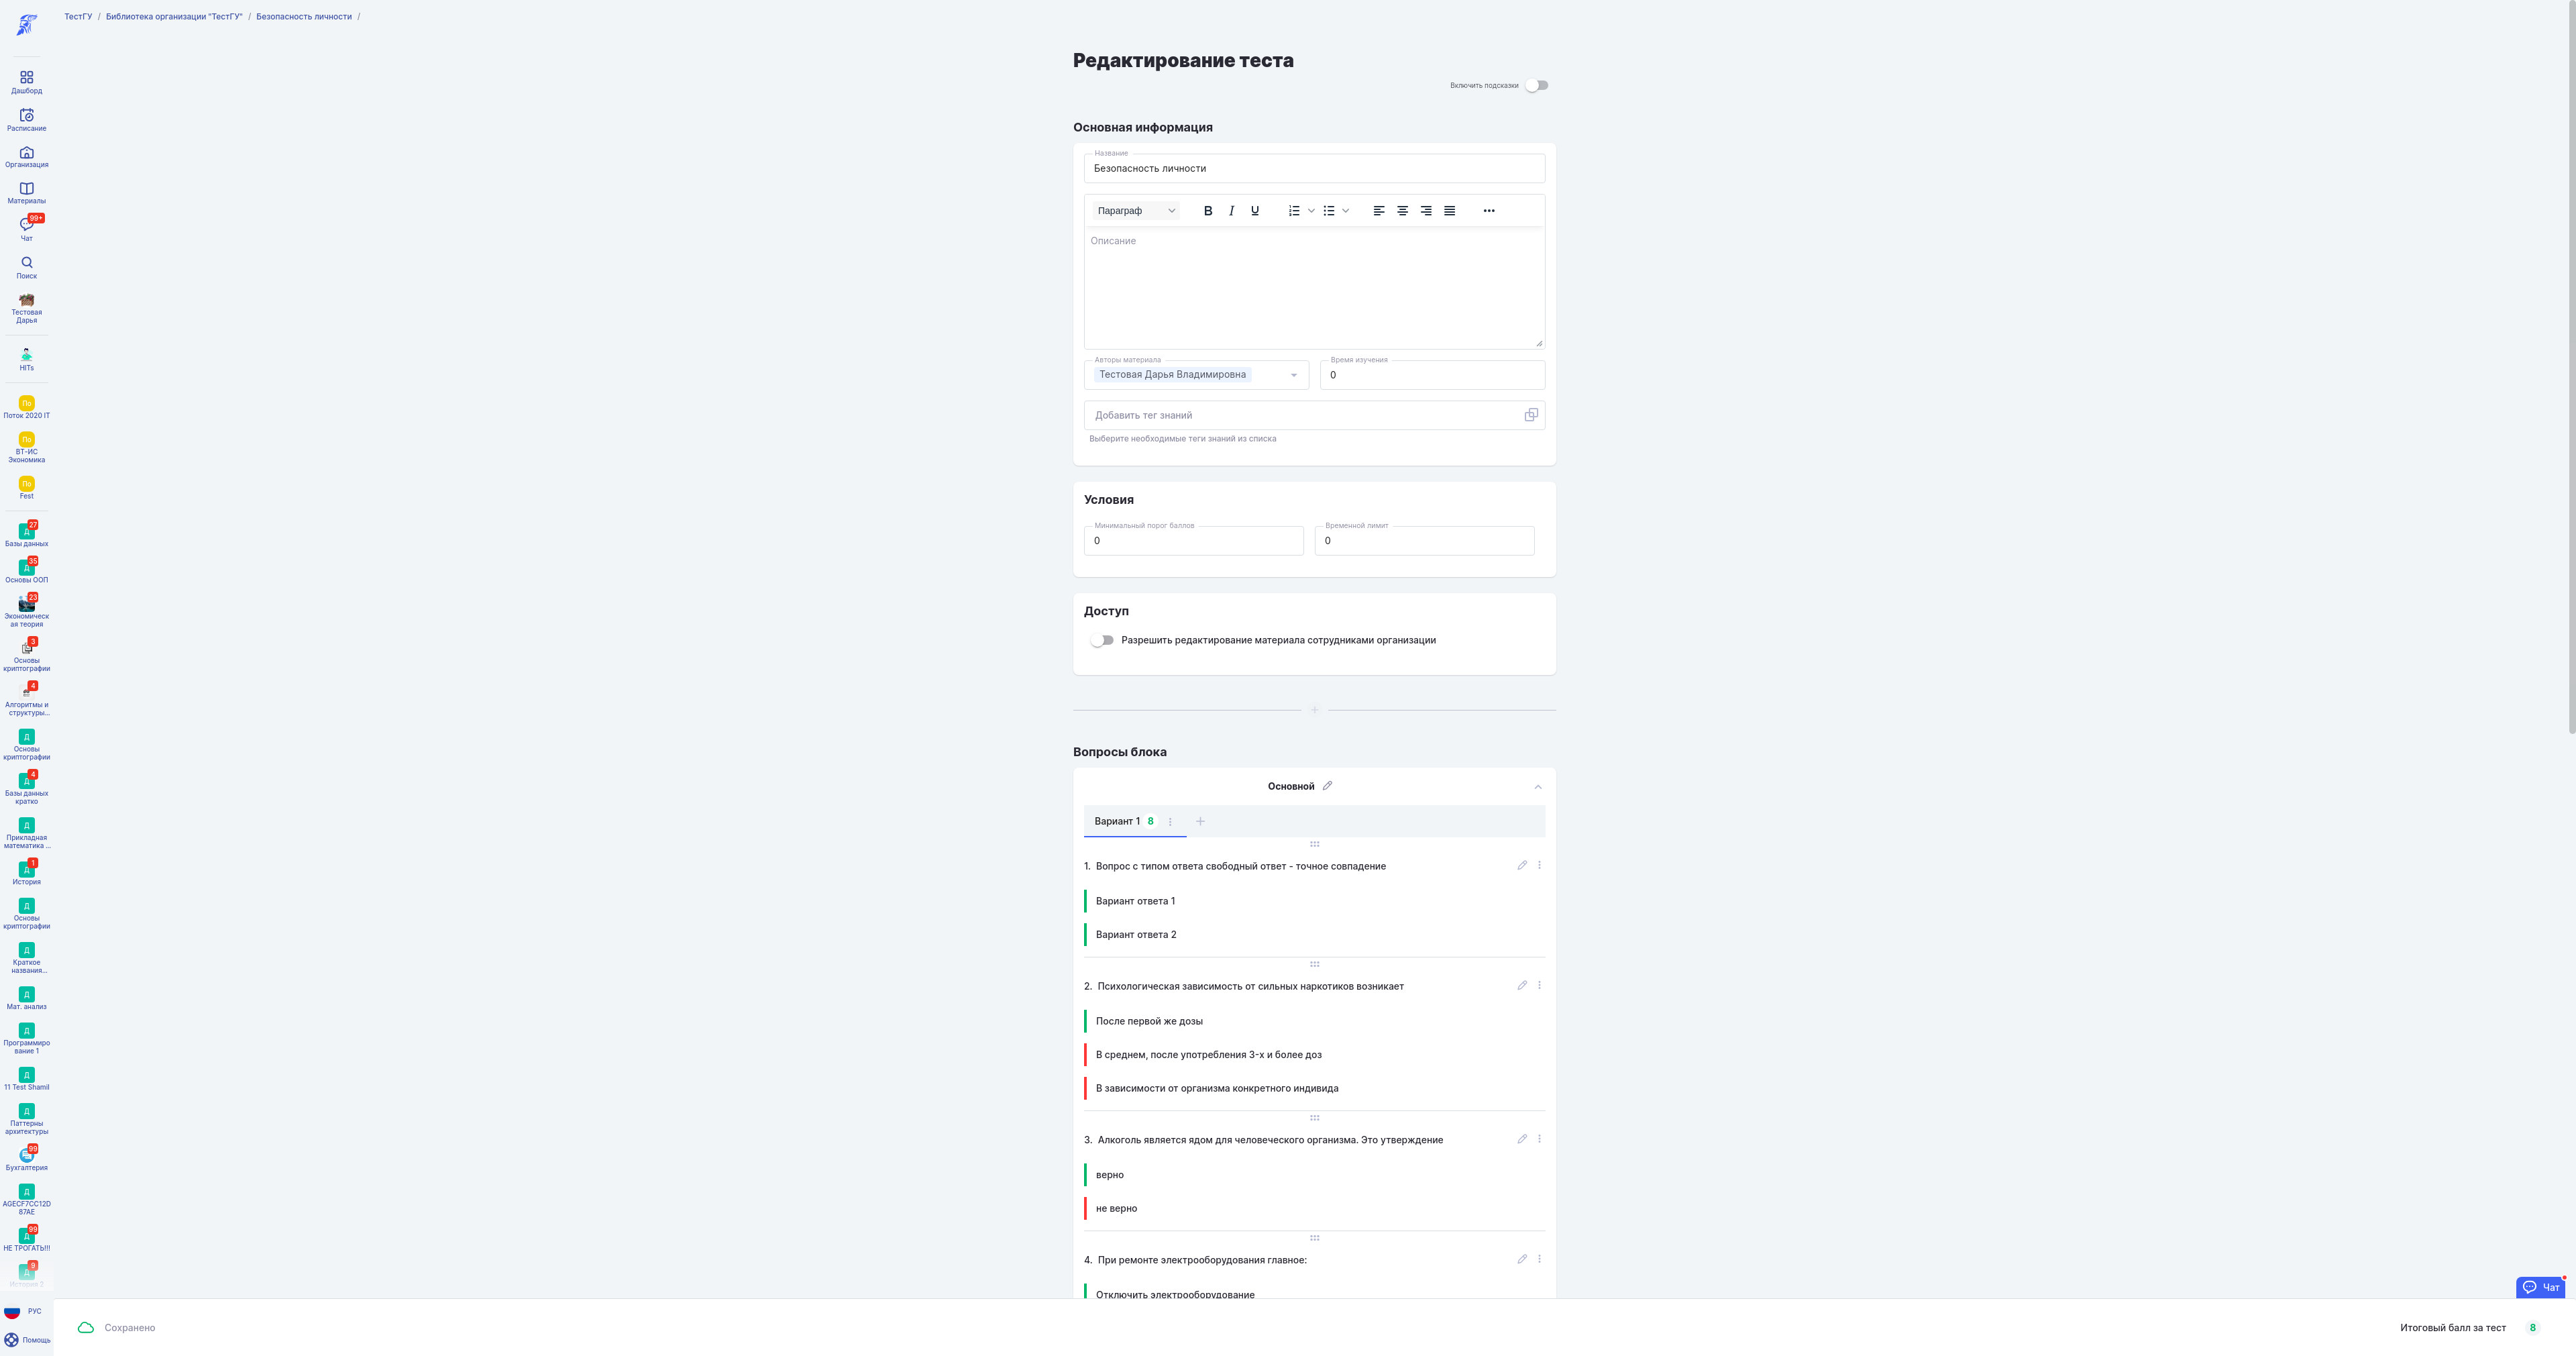 ТестГУ / Библиотека организации "ТестГУ" / Безопасность личности /
Дашборд
Расписание
Организация
Материалы
99+
Чат
Поиск
Тестовая
Дарья
HITs
По
Поток 2020 IT
По
ВТ-ИС
Экономика
По
Fest
27
Д
Базы данных
35
Д
Основы ООП
23
Экономическ
ая теория
3
Основы
криптографии
4
Алгоритмы и
структуры...
Д
Основы
криптографии
4
Д
Базы данных
кратко
Д
Прикладная
математика ...
1
Д
История
Д
Основы
криптографии
Д
Краткое
названия...
Д
Мат. анализ
Д
Программиро
вание 1
Д
11 Test Shamil
Д
Паттерны
архитектуры
99
Бухгалтерия
Д
AGECF7CC12D
87AE
99
Д
НЕ ТРОГАТЬ!!!
9
Д
История 2
РУС
Помощь
Редактирование теста
Включить подсказки
Основная информация
Название
Безопасность личности
Параграф B I U
Описание
Авторы материала
Тестовая Дарья Владимировна
Время изучения
0
Добавить тег знаний
Выберите необходимые теги знаний из списка
Условия
Минимальный порог баллов
0
Временной лимит
0
Доступ
Разрешить редактирование материала сотрудниками организации
Вопросы блока
Основной
Вариант 1 8
1. Вопрос с типом ответа свободный ответ - точное совпадение
Вариант ответа 1
Вариант ответа 2
2. Психологическая зависимость от сильных наркотиков возникает
После первой же дозы
В среднем, после употребления 3-х и более доз
В зависимости от организма конкретного индивида
3. Алкоголь является ядом для человеческого организма. Это утверждение
верно
не верно
4. При ремонте электрооборудования главное:
Отключить электрооборудование
Чат
Сохранено
Итоговый балл за тест 8